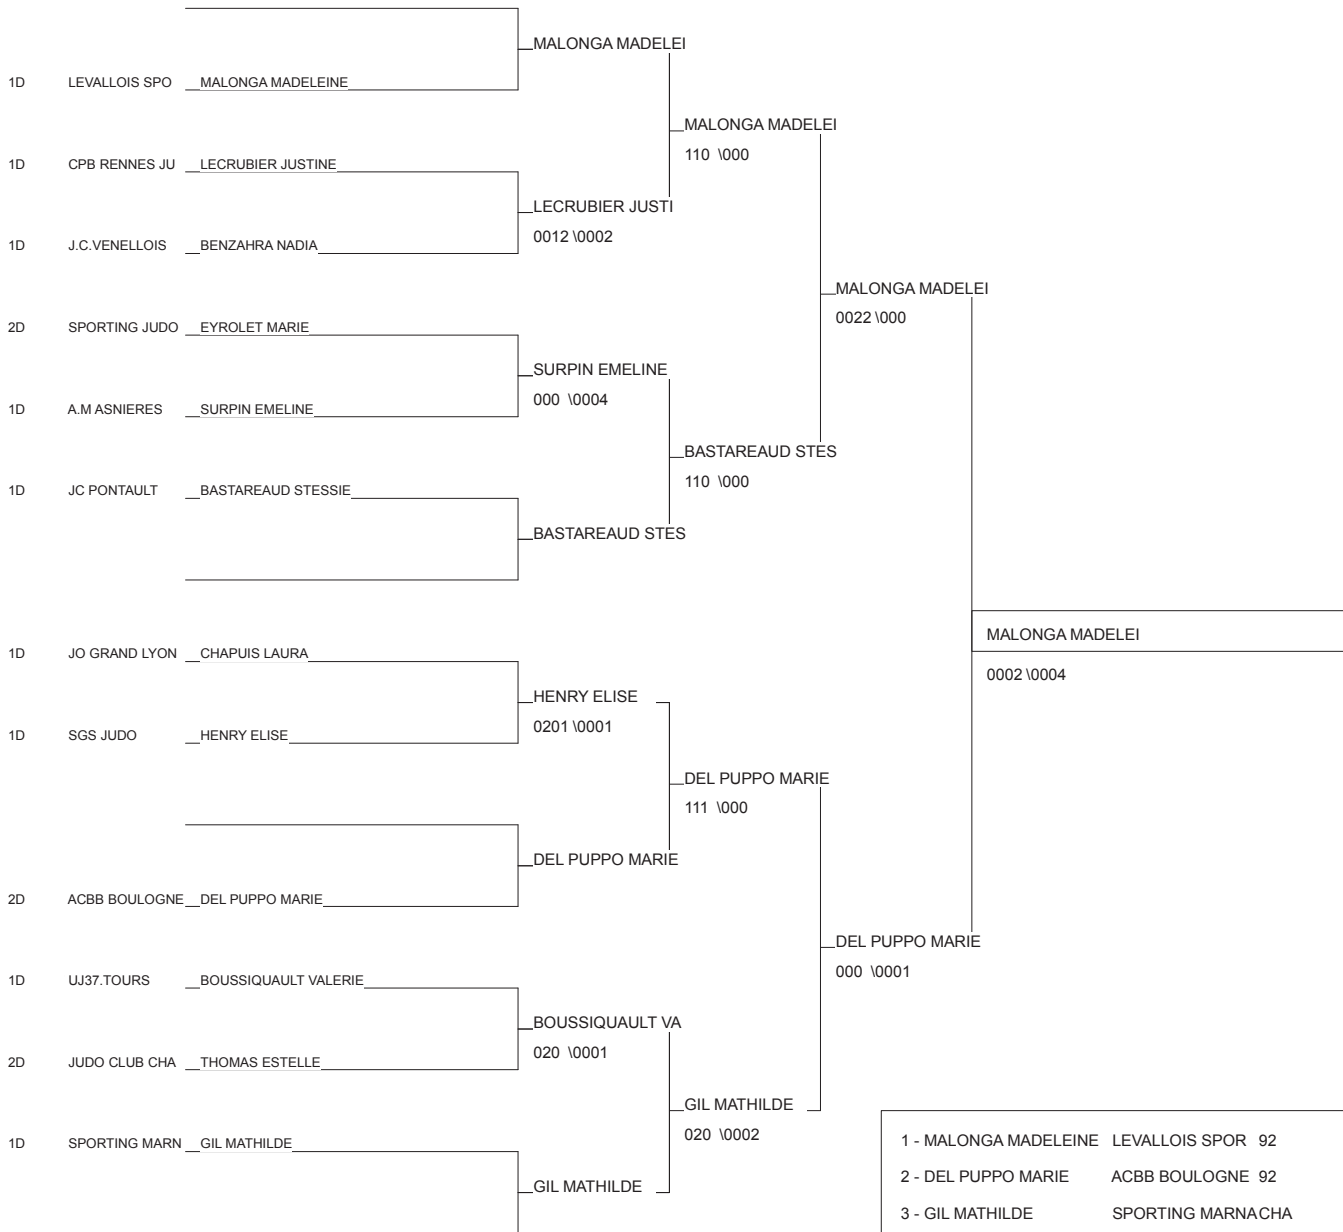 MALONGA MADELEI
1D LEVALLOIS SPO MALONGA MADELEINE
MALONGA MADELEI
110 \000
1D CPB RENNES JU LECRUBIER JUSTINE
LECRUBIER JUSTI
0012 \0002
1D J.C.VENELLOIS BENZAHRA NADIA
MALONGA MADELEI
0022 \000
2D SPORTING JUDO EYROLET MARIE
SURPIN EMELINE
000 \0004
1D A.M ASNIERES SURPIN EMELINE
BASTAREAUD STES
110 \000
1D JC PONTAULT BASTAREAUD STESSIE
BASTAREAUD STES
MALONGA MADELEI
0002 \0004
1D JO GRAND LYON CHAPUIS LAURA
HENRY ELISE
0201 \0001
1D SGS JUDO HENRY ELISE
DEL PUPPO MARIE
111 \000
DEL PUPPO MARIE
2D ACBB BOULOGNE DEL PUPPO MARIE
DEL PUPPO MARIE
000 \0001
1D UJ37.TOURS BOUSSIQUAULT VALERIE
BOUSSIQUAULT VA
020 \0001
2D JUDO CLUB CHA THOMAS ESTELLE
GIL MATHILDE
020 \0002
1D SPORTING MARN GIL MATHILDE
GIL MATHILDE
1 - MALONGA MADELEINE LEVALLOIS SPOR 92
2 - DEL PUPPO MARIE ACBB BOULOGNE 92
3 - GIL MATHILDE SPORTING MARNA CHA